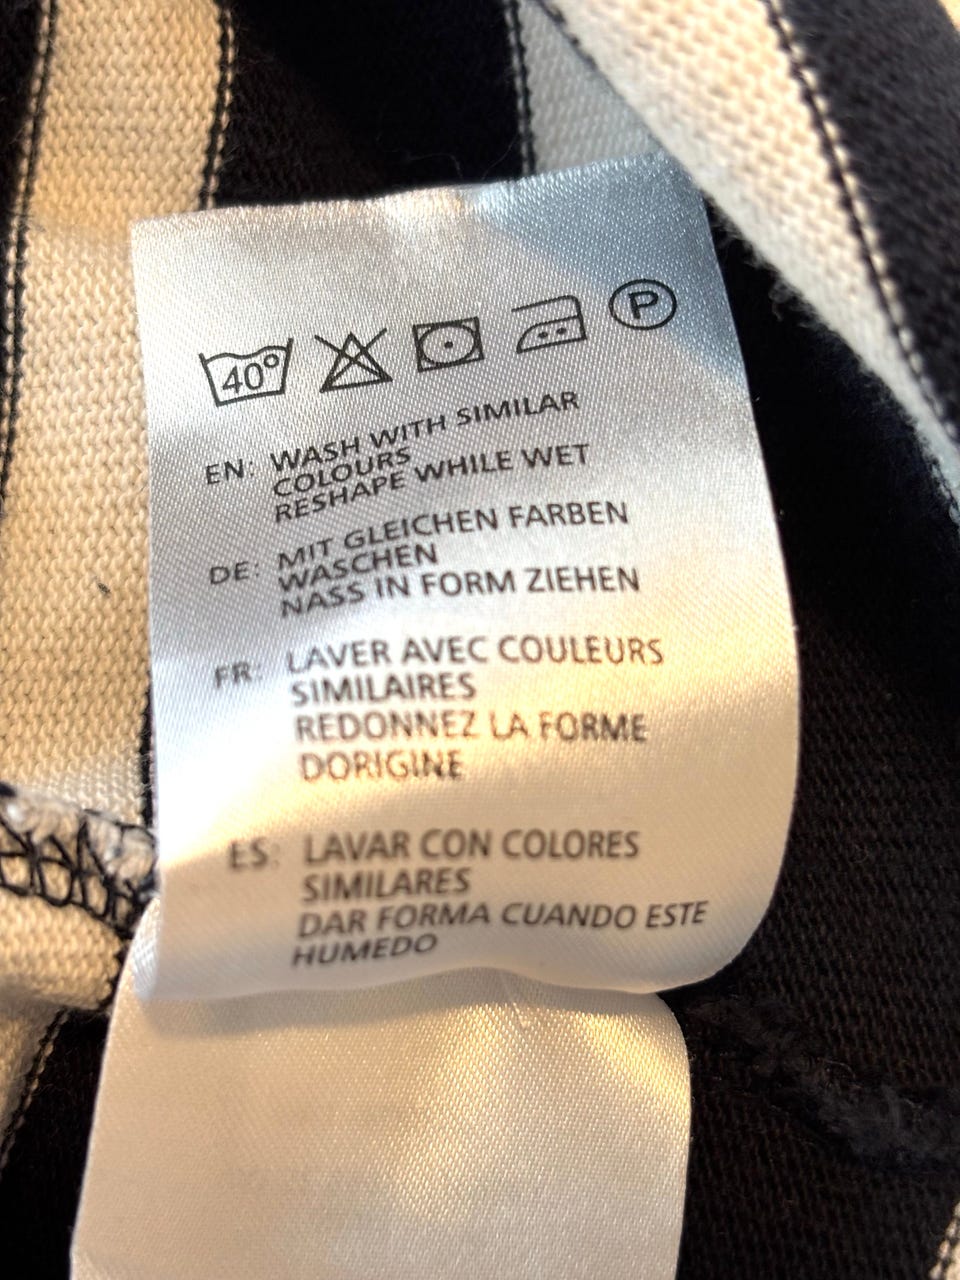 40° P
EN: WASH WITH SIMILAR
COLOURS
RESHAPE WHILE WET
DE: MIT GLEICHEN FARBEN
WASCHEN
NASS IN FORM ZIEHEN
FR: LAVER AVEC COULEURS
SIMILAIRES
REDONNEZ LA FORME
DORIGINE
ES: LAVAR CON COLORES
SIMILARES
DAR FORMA CUANDO ESTE
HUMEDO